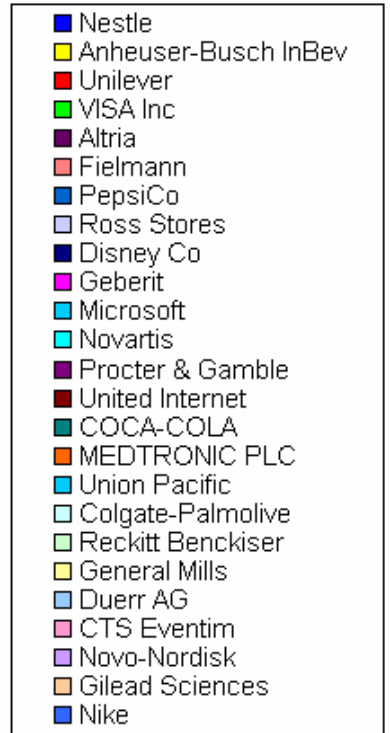 Nestle
Anheuser-Busch InBev
Unilever
VISA Inc
Altria
Fielmann
PepsiCo
Ross Stores
Disney Co
Geberit
Microsoft
Novartis
Procter & Gamble
United Internet
COCA-COLA
MEDTRONIC PLC
Union Pacific
Colgate-Palmolive
Reckitt Benckiser
General Mills
Duerr AG
CTS Eventim
Novo-Nordisk
Gilead Sciences
Nike